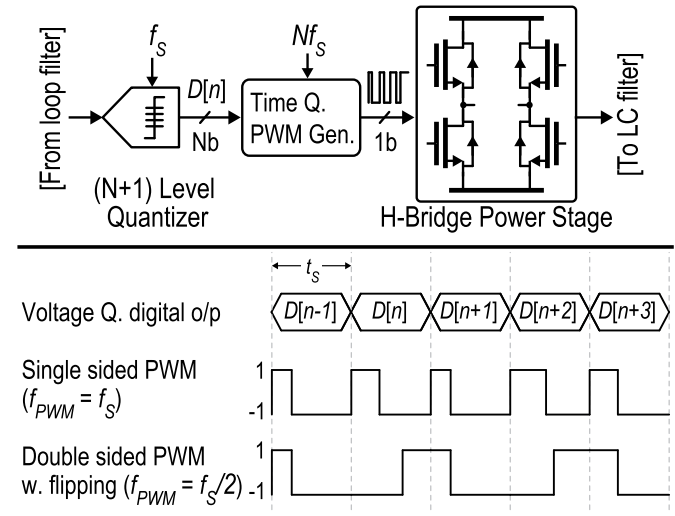 [From loop filter]
f_S
D[n]
Nb
(N+1) Level
Quantizer
Nf_S
Time Q.
PWM Gen.
1b
H-Bridge Power Stage
[To LC filter]
t_S
Voltage Q. digital o/p
D[n-1] D[n] D[n+1] D[n+2] D[n+3]
Single sided PWM
(f_PWM = f_S)
1
-1
Double sided PWM
w. flipping (f_PWM = f_S/2)
1
-1